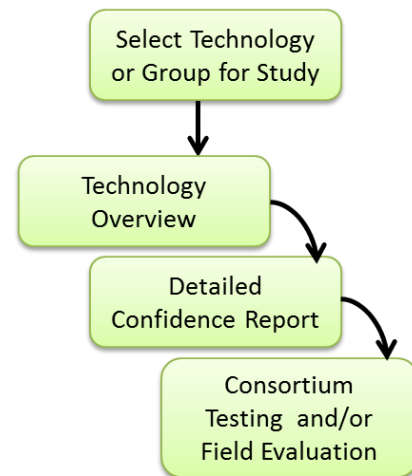 Select Technology
or Group for Study
Technology
Overview
Detailed
Confidence Report
Consortium
Testing and/or
Field Evaluation